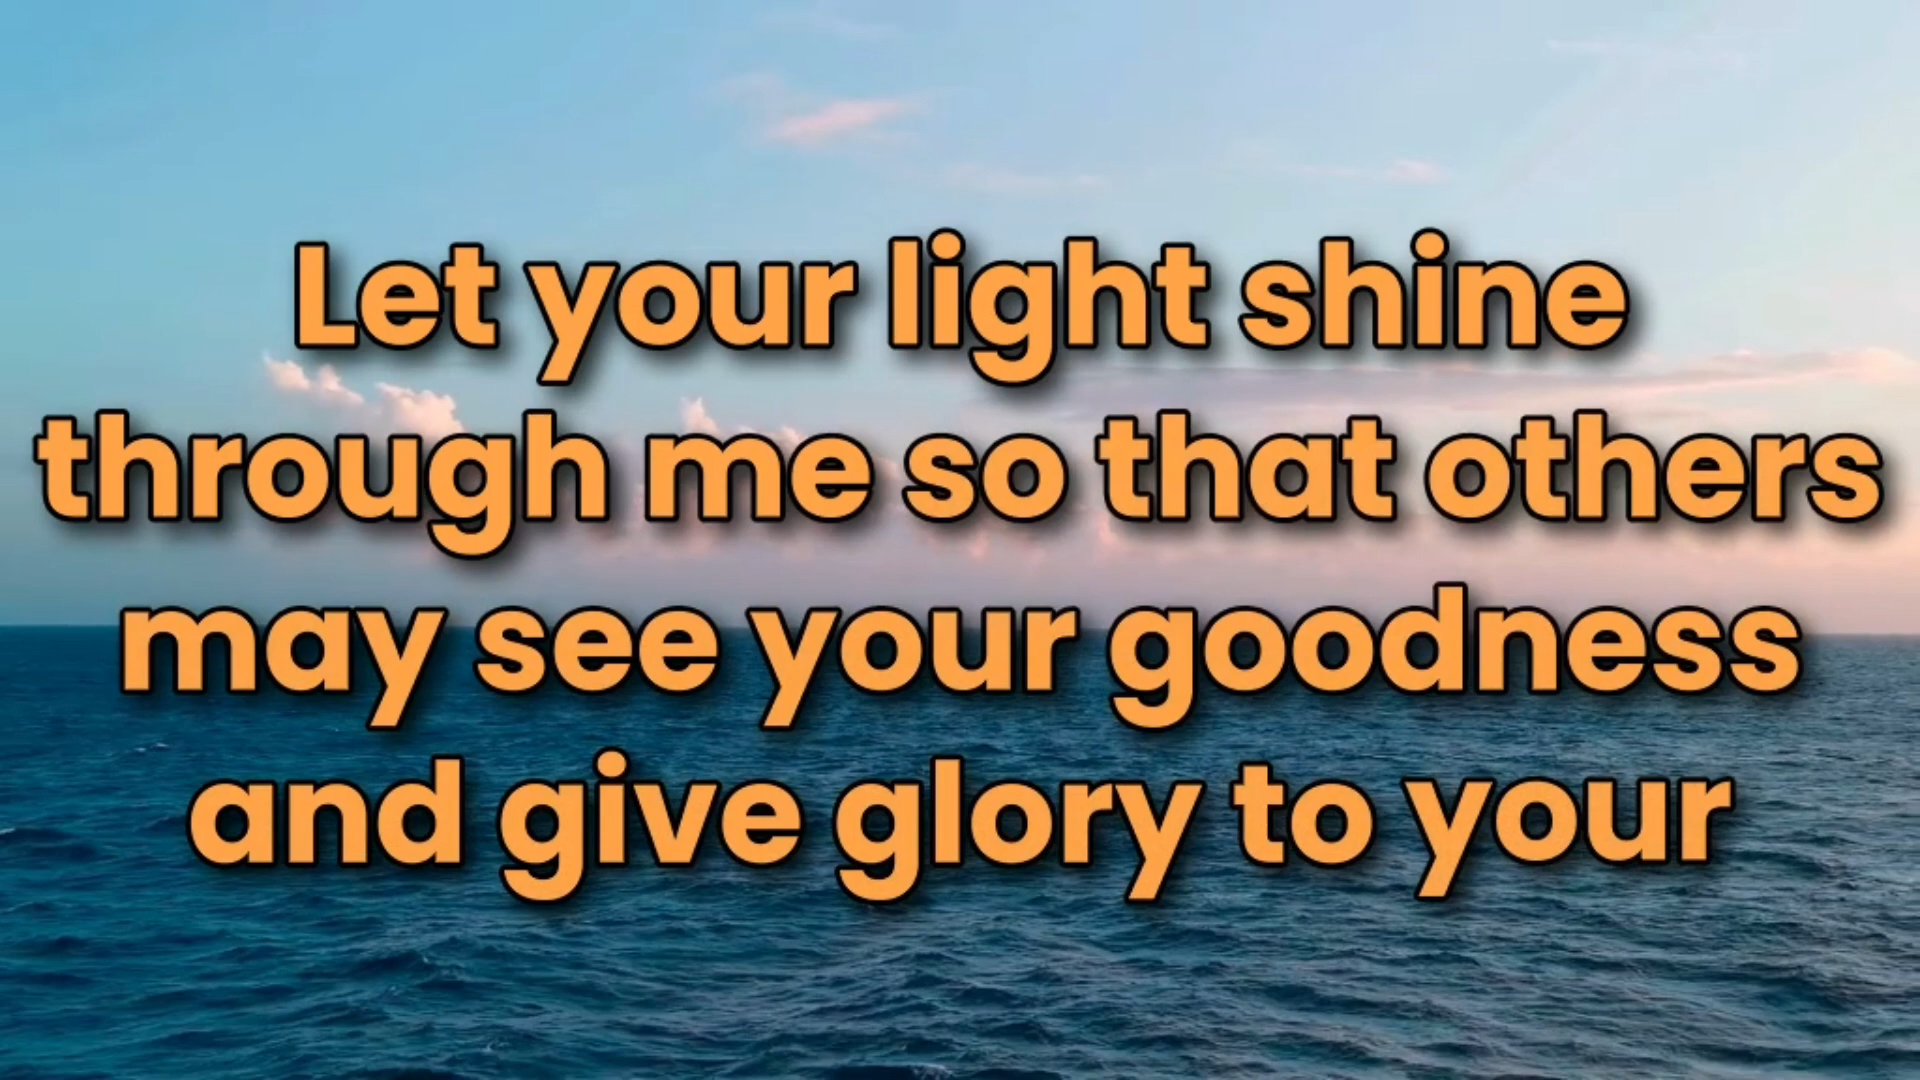 Let your light shine
through me so that others
may see your goodness
and give glory to your